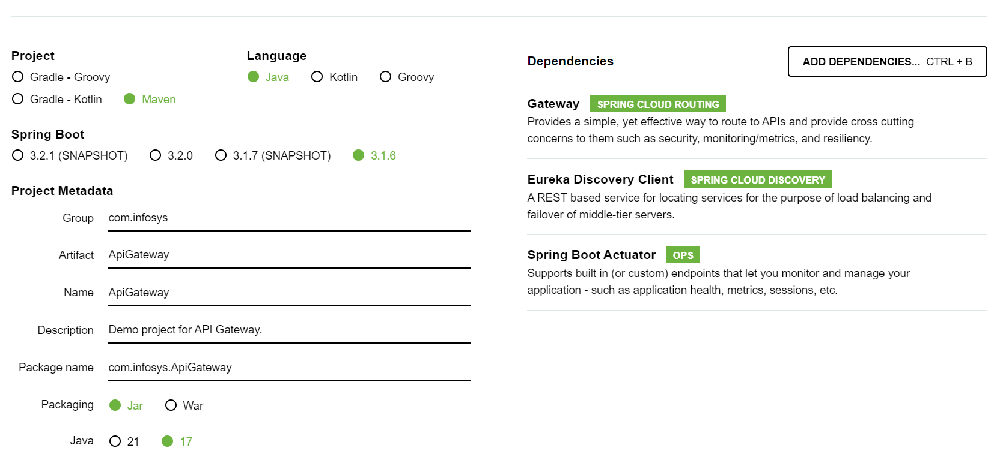 Project
Gradle - Groovy
Gradle - Kotlin Maven
Language
Java Kotlin Groovy
Spring Boot
3.2.1 (SNAPSHOT) 3.2.0 3.1.7 (SNAPSHOT) 3.1.6
Project Metadata
Group com.infosys
Artifact ApiGateway
Name ApiGateway
Description Demo project for API Gateway.
Package name com.infosys.ApiGateway
Packaging Jar War
Java 21 17
Dependencies
ADD DEPENDENCIES... CTRL + B
Gateway SPRING CLOUD ROUTING
Provides a simple, yet effective way to route to APIs and provide cross cutting
concerns to them such as security, monitoring/metrics, and resiliency.
Eureka Discovery Client SPRING CLOUD DISCOVERY
A REST based service for locating services for the purpose of load balancing and
failover of middle-tier servers.
Spring Boot Actuator OPS
Supports built in (or custom) endpoints that let you monitor and manage your
application - such as application health, metrics, sessions, etc.